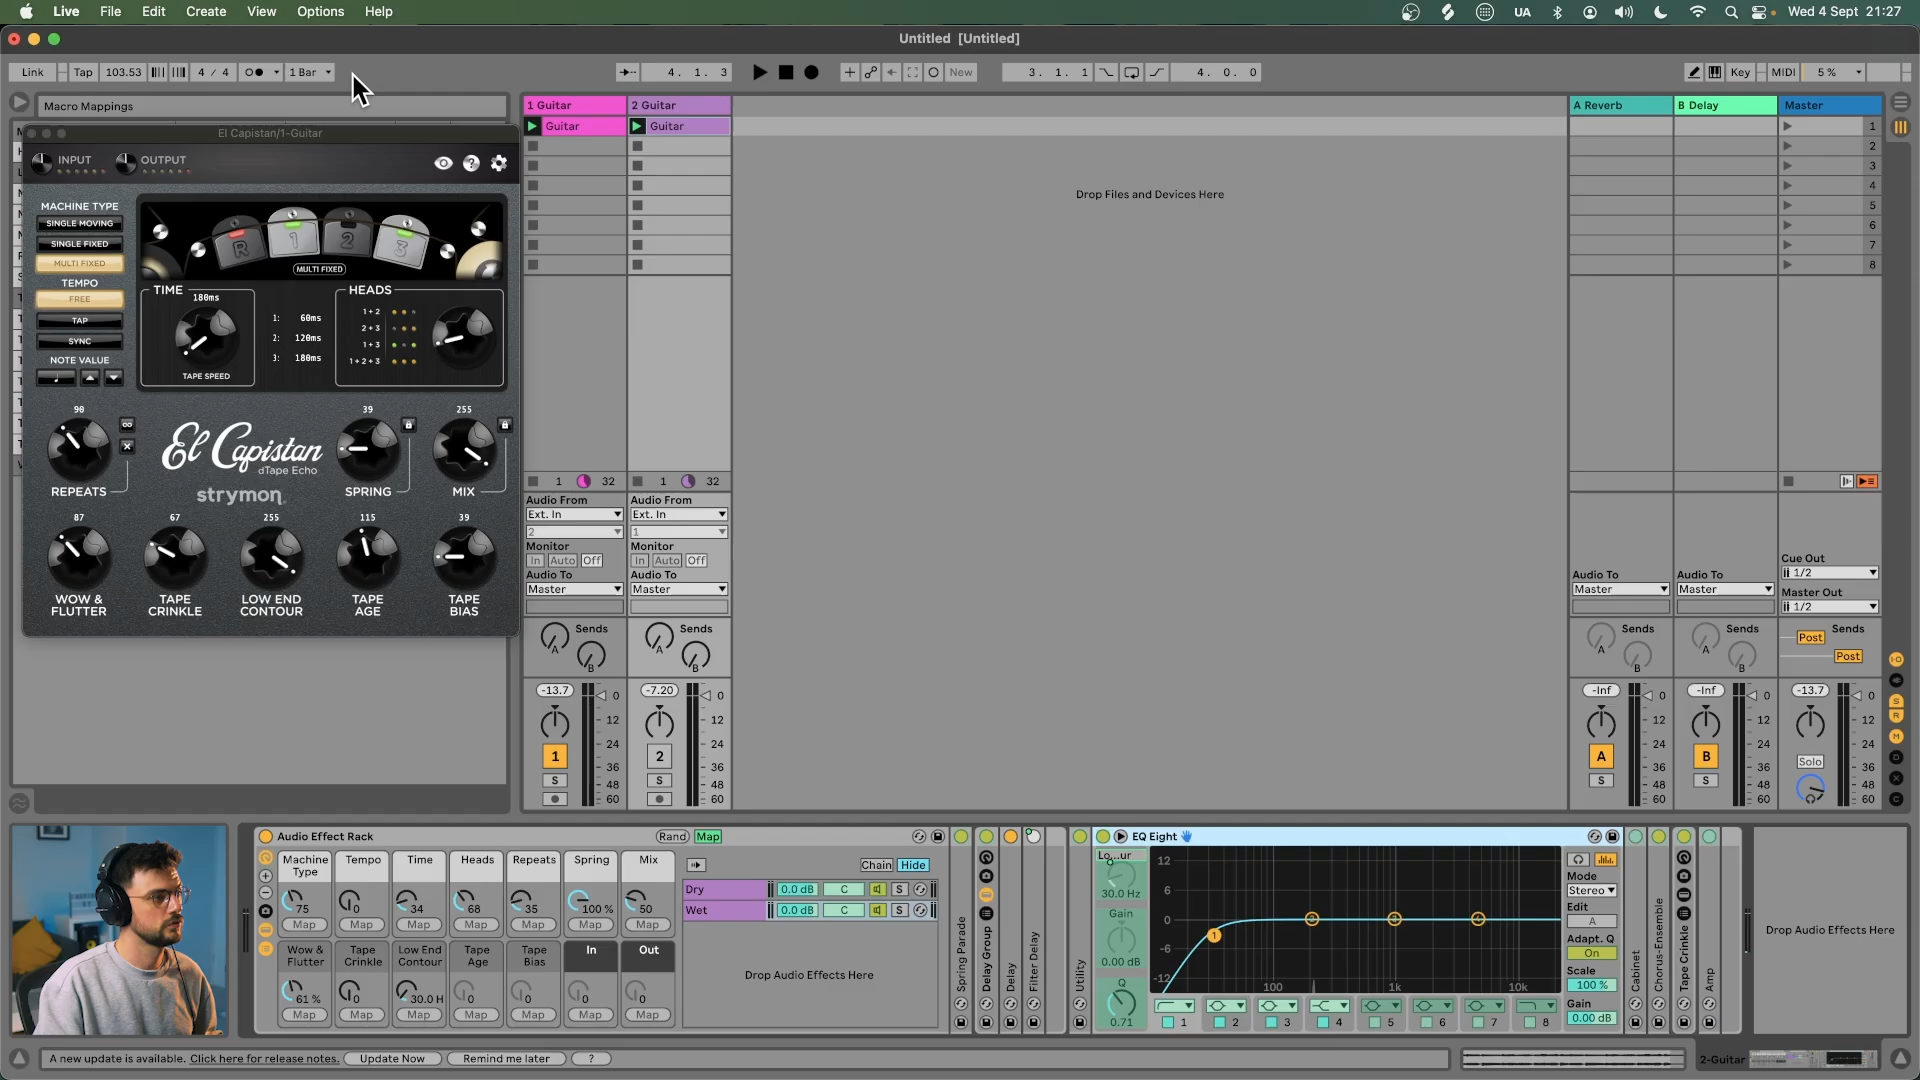 Live File Edit Create View Options Help
UA Wed 4 Sept 21:27
Untitled [Untitled]
Link Tap 103.53 4 / 4 1 Bar 4. 1. 3 New 3. 1. 1 4. 0. 0 Key MIDI 5 %
Macro Mappings
El Capistan/1-Guitar
INPUT OUTPUT
MACHINE TYPE
SINGLE MOVING
SINGLE FIXED
MULTI FIXED
TEMPO
FREE
TAP
SYNC
NOTE VALUE
R 1 2 3
MULTI FIXED
TIME
180ms
TAPE SPEED
1: 60ms
2: 120ms
3: 180ms
HEADS
1+2
2+3
1+3
1+2+3
90 39 255
El Capistan
dTape Echo
strymon
REPEATS SPRING MIX
87 67 255 115 39
WOW & FLUTTER
TAPE CRINKLE
LOW END CONTOUR
TAPE AGE
TAPE BIAS
1 Guitar 2 Guitar
Guitar Guitar
Drop Files and Devices Here
A Reverb B Delay Master
1
2
3
4
5
6
7
8
1 32 1 32
Audio From Audio From
Ext. In Ext. In
2 1
Monitor Monitor
In Auto Off In Auto Off
Audio To Audio To
Master Master
Sends Sends
A B A B
-13.7 0 -7.20 0
12 12
24 24
36 36
48 48
60 60
1 2
S S
Audio To Audio To
Master Master
Cue Out
1/2
Master Out
1/2
Sends Sends Sends
A B A B Post
Post
-Inf 0 -Inf 0 -13.7 0
12 12 12
24 24 24
36 36 36
48 48 48
60 60 60
A B Solo
S S
Audio Effect Rack Rand Map
Machine Type Tempo Time Heads Repeats Spring Mix
75 0 34 68 35 100 % 50
Map Map Map Map Map Map Map
Wow & Flutter Tape Crinkle Low End Contour Tape Age Tape Bias In Out
61 % 0 30.0 H 0 0 0 0
Map Map Map Map Map Map Map
Chain Hide
Dry 0.0 dB C S
Wet 0.0 dB C S
Drop Audio Effects Here
Spring Parade
Delay Group
Delay
Filter Delay
Utility
EQ Eight
Lo...ur
30.0 Hz
Gain
0.00 dB
Q
0.71
12
6
0
-6
-12
100 1k 10k
1 2 3 4 5 6 7 8
Mode
Stereo
Edit
A
Adapt. Q
On
Scale
100 %
Gain
0.00 dB
Cabinet
Chorus-Ensemble
Tape Crinkle
Amp
Drop Audio Effects Here
A new update is available. Click here for release notes. Update Now Remind me later ?
2-Guitar